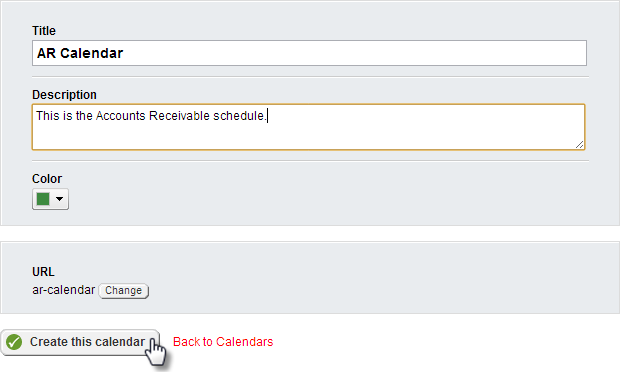 Title
AR Calendar
Description
This is the Accounts Receivable schedule.
Color
URL
ar-calendar Change
Create this calendar Back to Calendars